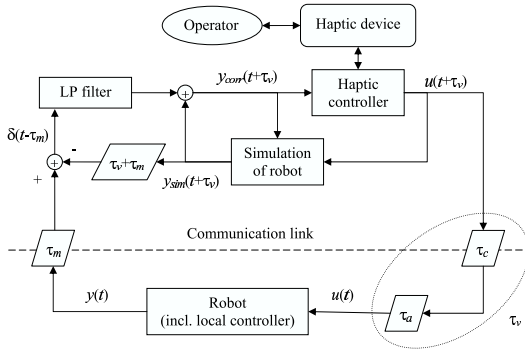 Operator
Haptic device
y_corr(t+τ_v)
u(t+τ_v)
LP filter
+
Haptic
controller
δ(t-τ_m)
-
+
+
τ_v+τ_m
y_sim(t+τ_v)
Simulation
of robot
τ_m
Communication link
τ_c
y(t)
Robot
(incl. local controller)
u(t)
τ_a
τ_v